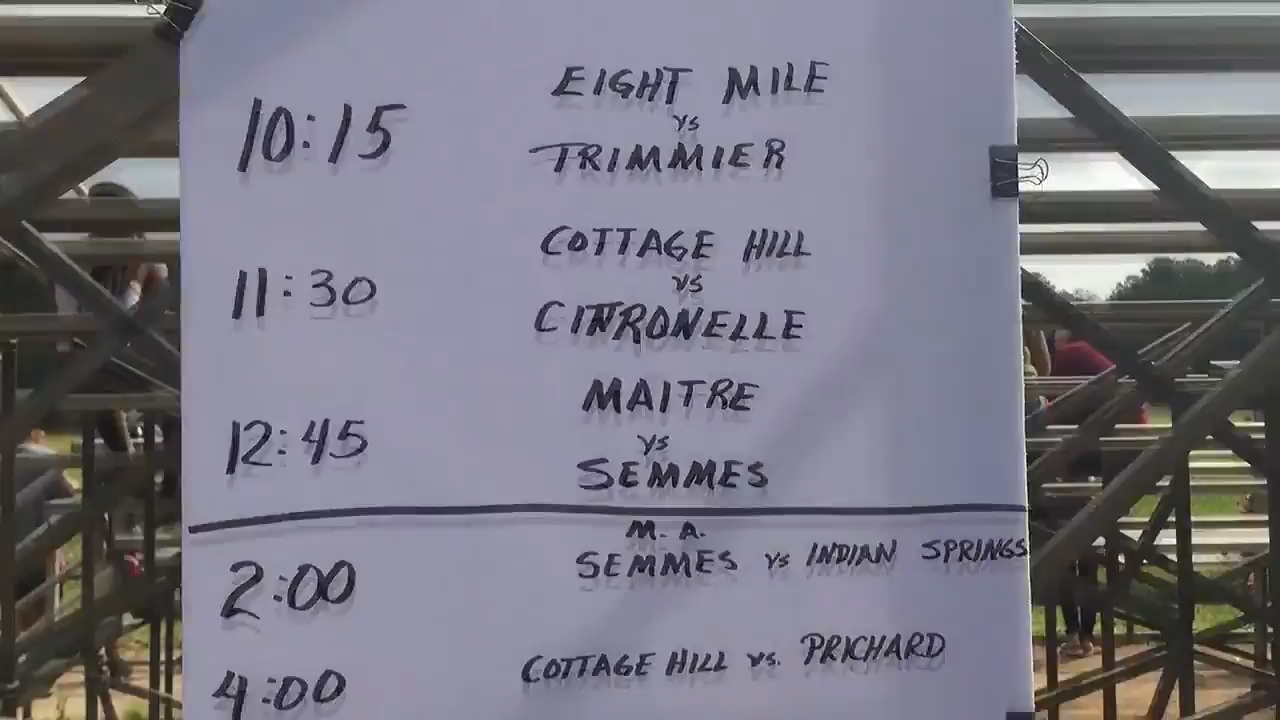 EIGHT MILE
10:15 vs
TRIMMIER
COTTAGE HILL
11:30 vs
CITRONELLE
MAITRE
12:45 vs
SEMMES
M. A.
2:00 SEMMES vs INDIAN SPRINGS
4:00 COTTAGE HILL vs. PRICHARD